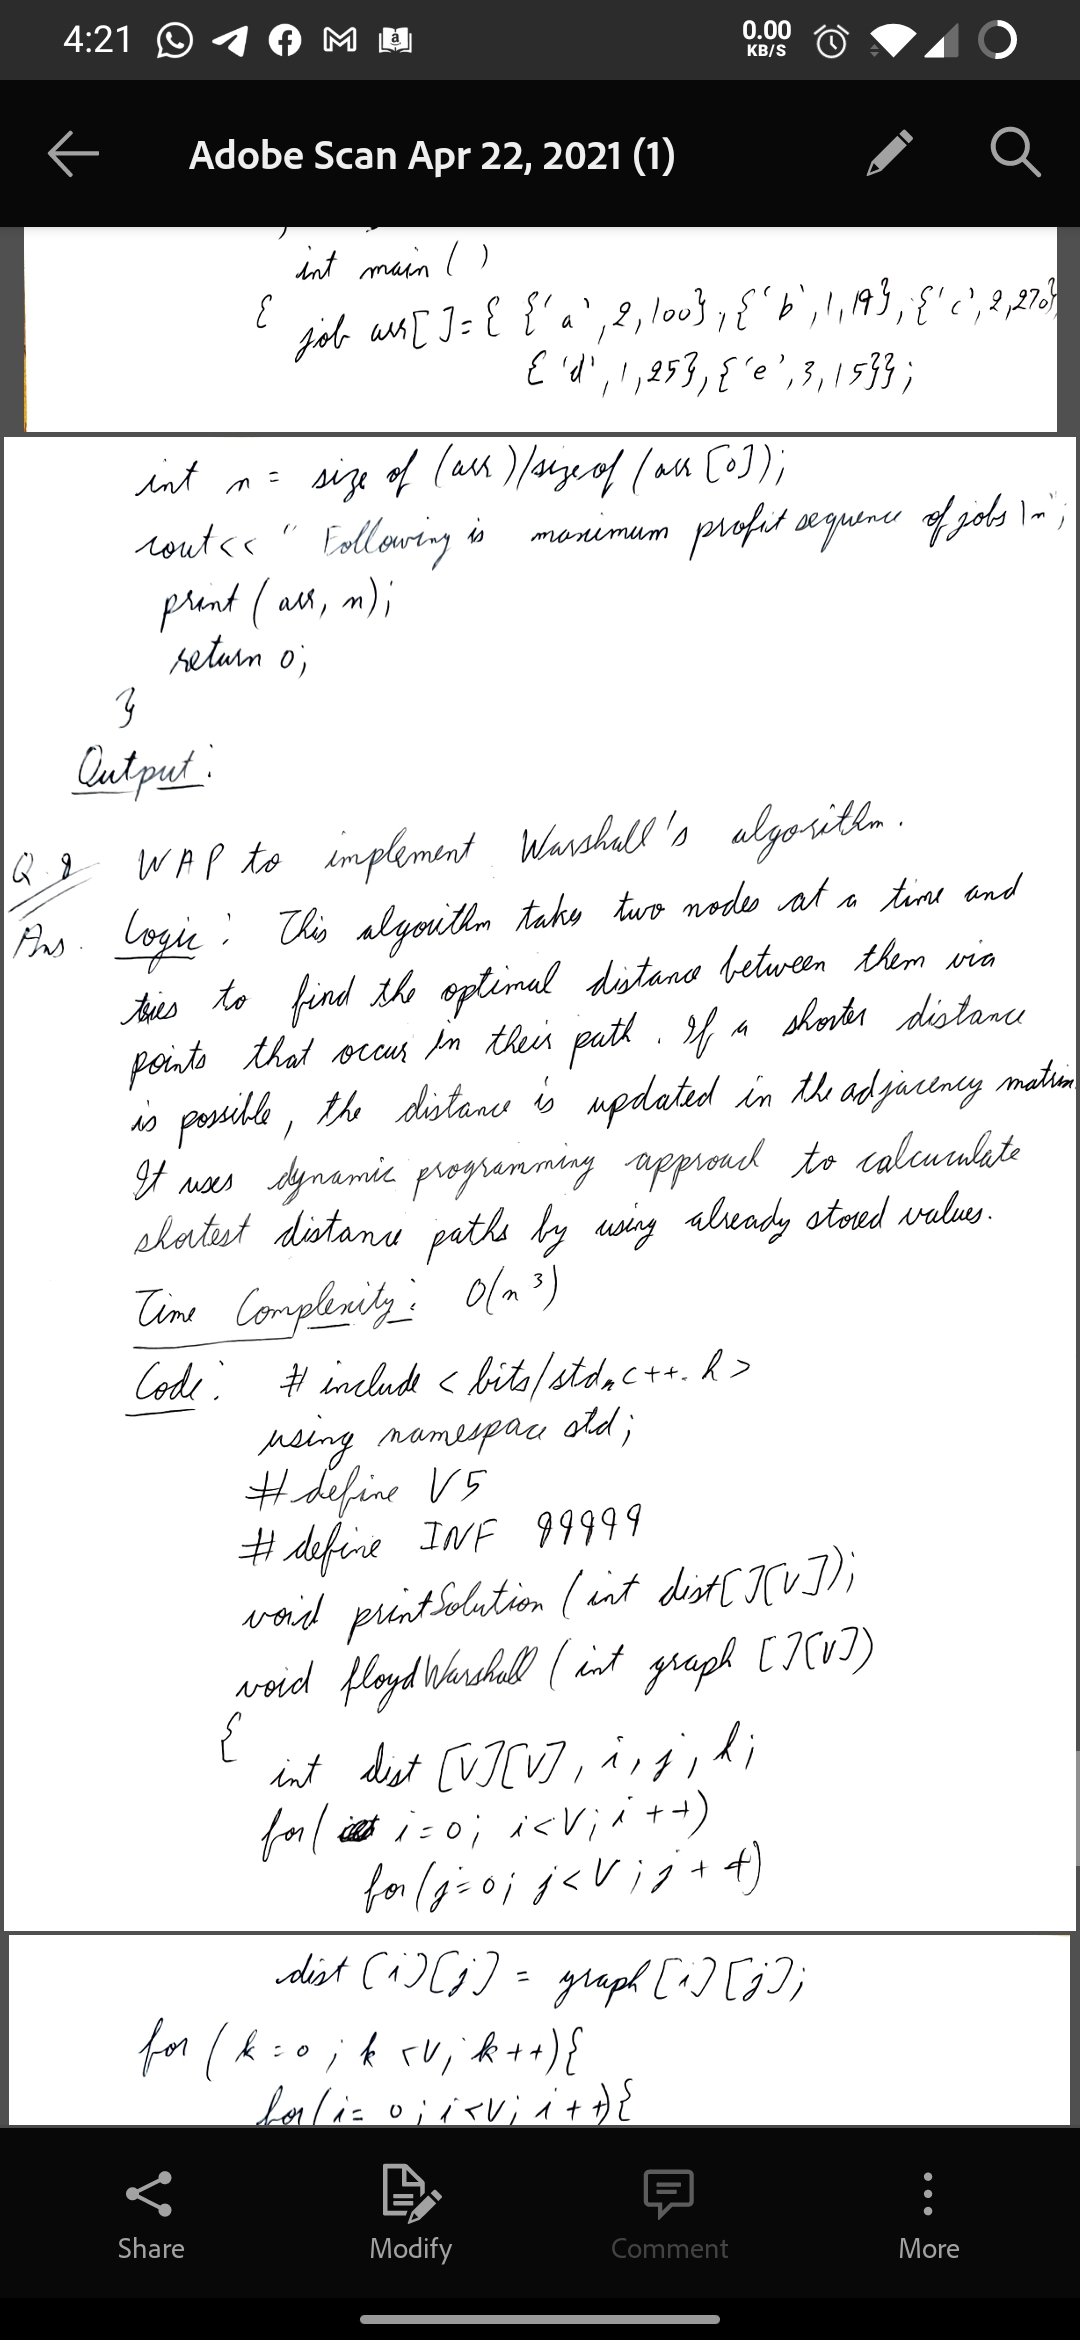 4:21
0.00
KB/S
Adobe Scan Apr 22, 2021 (1)
int main ( )
{
job arr[ ]= { {'a', 2, 100}, {'b', 1, 19}, {'c', 2, 270}
{ 'd', 1, 25}, {'e', 3, 15}};
int n = size of (arr)/sizeof (arr [0]);
cout << " Following is maximum profit sequence of jobs \n";
print ( arr, n);
return 0;
}
Output:
Q.
WAP to implement Warshall's algorithm.
Ans. Logic: This algorithm takes two nodes at a time and
tries to find the optimal distance between them via
points that occur in their path. If a shorter distance
is possible, the distance is updated in the adjacency matrix
It uses dynamic programming approach to calcuculate
shortest distance paths by using already stored values.
Time Complexity: O(n³)
Code: # include < bits/stdc++.h >
using namespace std;
# define V 5
# define INF 99999
void printSolution ( int dist[ ][V]);
void floydWarshall ( int graph [ ][V])
{
int dist [V][V], i, j, k;
for( i=0; i<V; i++)
for(j=0; j<V; j++)
dist [i][j] = graph [i][j];
for ( k=0; k<V; k++){
for(i= 0; i<V; i++){
Share
Modify
Comment
More